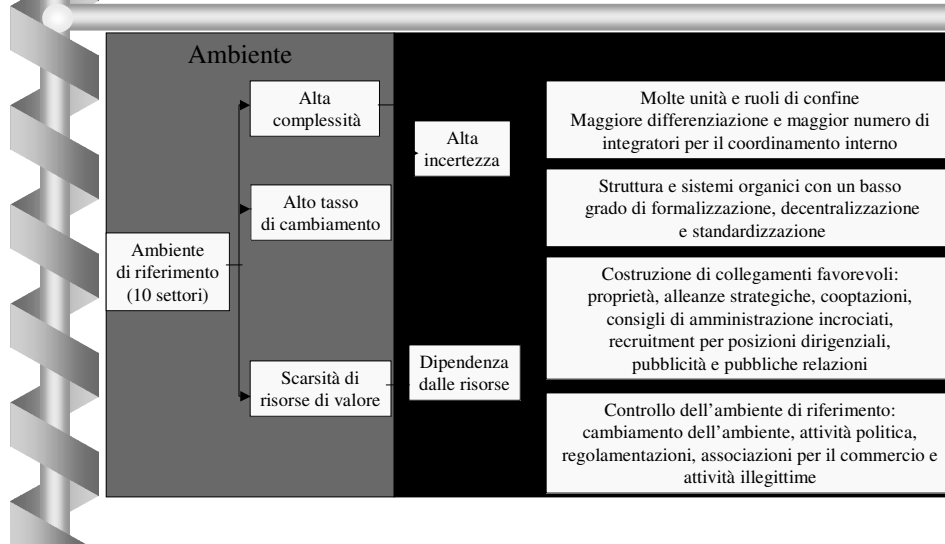 Ambiente
Alta
complessità
Alto tasso
di cambiamento
Ambiente
di riferimento
(10 settori)
Scarsità di
risorse di valore
Alta
incertezza
Dipendenza
dalle risorse
Molte unità e ruoli di confine
Maggiore differenziazione e maggior numero di
integratori per il coordinamento interno
Struttura e sistemi organici con un basso
grado di formalizzazione, decentralizzazione
e standardizzazione
Costruzione di collegamenti favorevoli:
proprietà, alleanze strategiche, cooptazioni,
consigli di amministrazione incrociati,
recruitment per posizioni dirigenziali,
pubblicità e pubbliche relazioni
Controllo dell’ambiente di riferimento:
cambiamento dell’ambiente, attività politica,
regolamentazioni, associazioni per il commercio e
attività illegittime